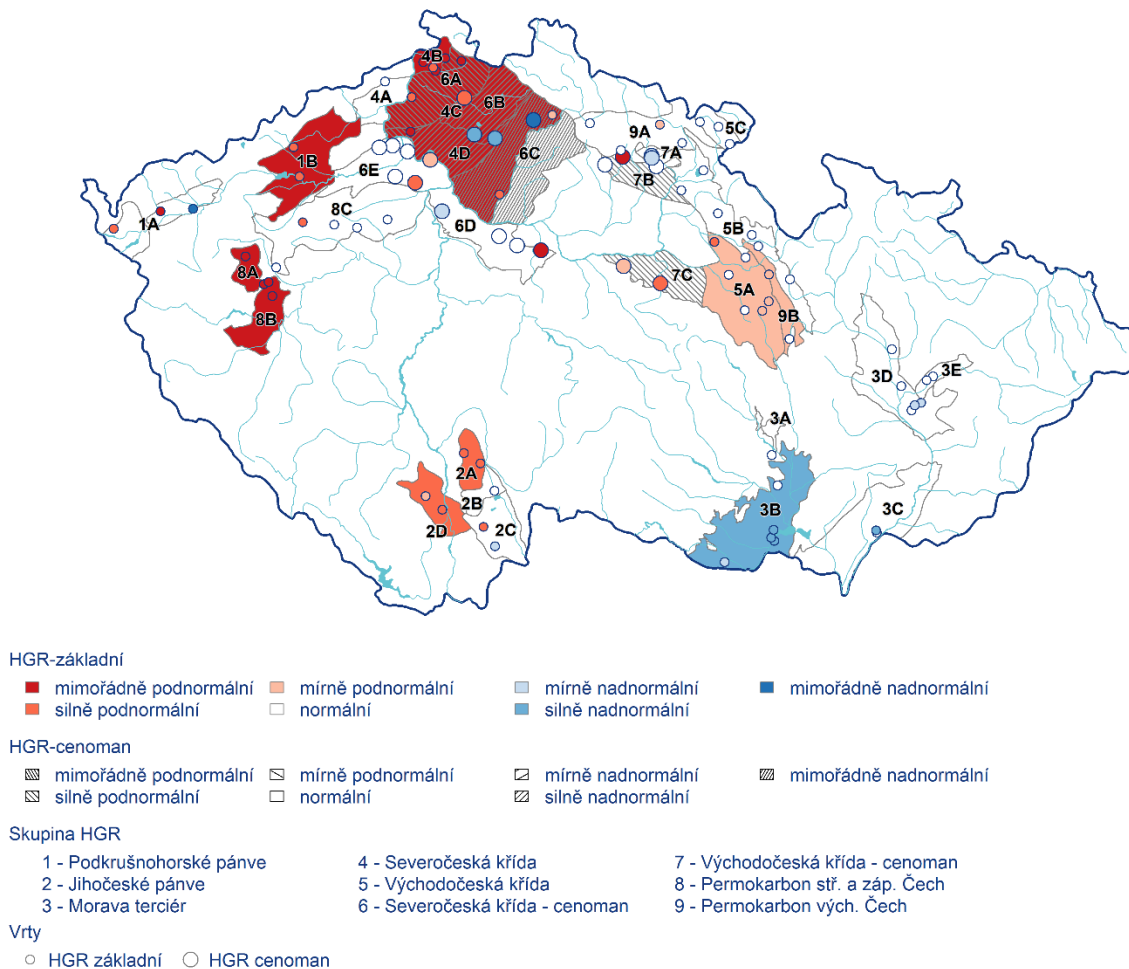 4B
6A
4A
4C
6B
5C
9A
4D
6C
7A
1B
6E
7B
8C
1A
6D
5B
8A
7C
5A
8B
9B
3D
3E
3A
2A
2B
3B
3C
2D
2C
HGR-základní
mimořádně podnormální
mírně podnormální
mírně nadnormální
mimořádně nadnormální
silně podnormální
normální
silně nadnormální
HGR-cenoman
mimořádně podnormální
mírně podnormální
mírně nadnormální
mimořádně nadnormální
silně podnormální
normální
silně nadnormální
Skupina HGR
1 - Podkrušnohorské pánve
4 - Severočeská křída
7 - Východočeská křída - cenoman
2 - Jihočeské pánve
5 - Východočeská křída
8 - Permokarbon stř. a záp. Čech
3 - Morava terciér
6 - Severočeská křída - cenoman
9 - Permokarbon vých. Čech
Vrty
HGR základní
HGR cenoman